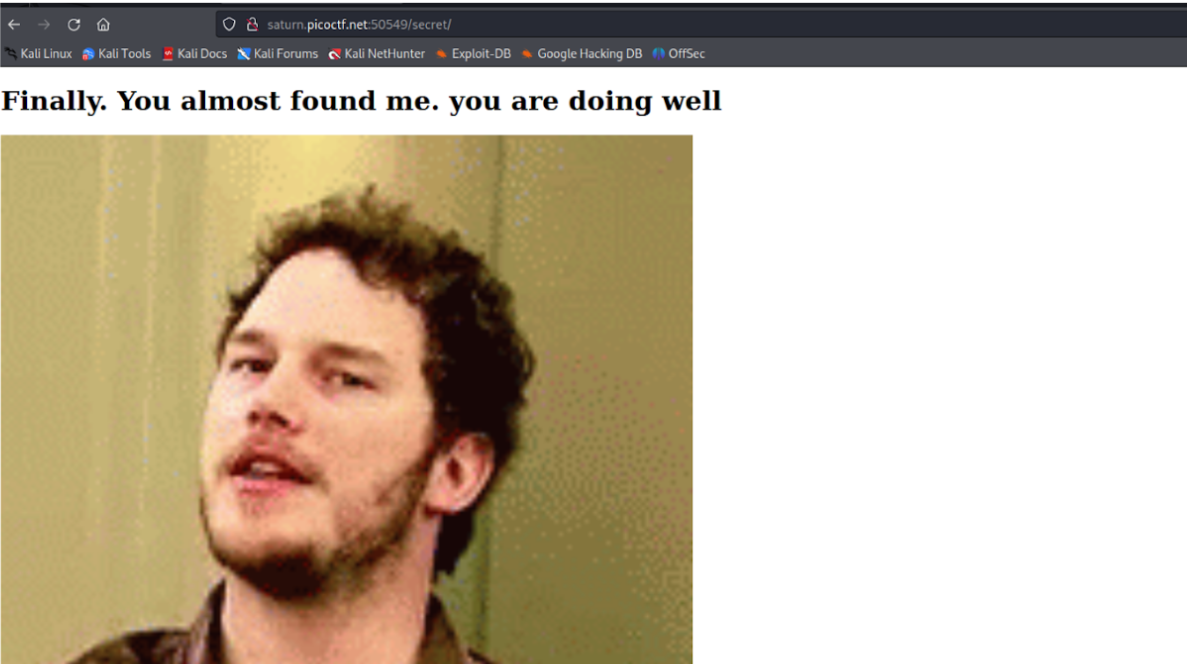 saturn.picoctf.net:50549/secret/
Kali Linux Kali Tools Kali Docs Kali Forums Kali NetHunter Exploit-DB Google Hacking DB OffSec
Finally. You almost found me. you are doing well